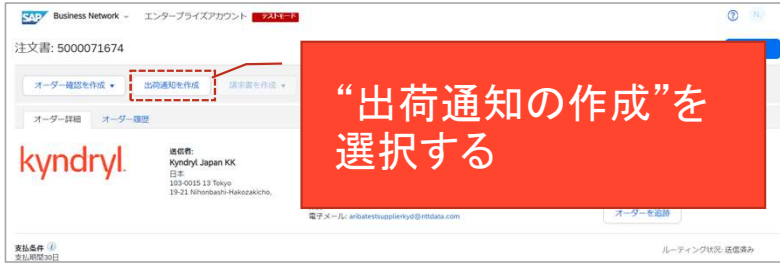 SAP Business Network エンタープライズアカウント テストモード
注文書: 5000071674
オーダー確認を作成 出荷通知を作成 請求書を作成
オーダー詳細 オーダー履歴
kyndryl.
送信者:
Kyndryl Japan KK
日本
103-0015 13 Tokyo
19-21 Nihonbashi-Hakozakicho,
“出荷通知の作成”を
選択する
電子メール: aribatestsupplierkyd@nttdata.com
オーダーを追跡
支払条件
支払期間30日
ルーティング状況: 送信済み